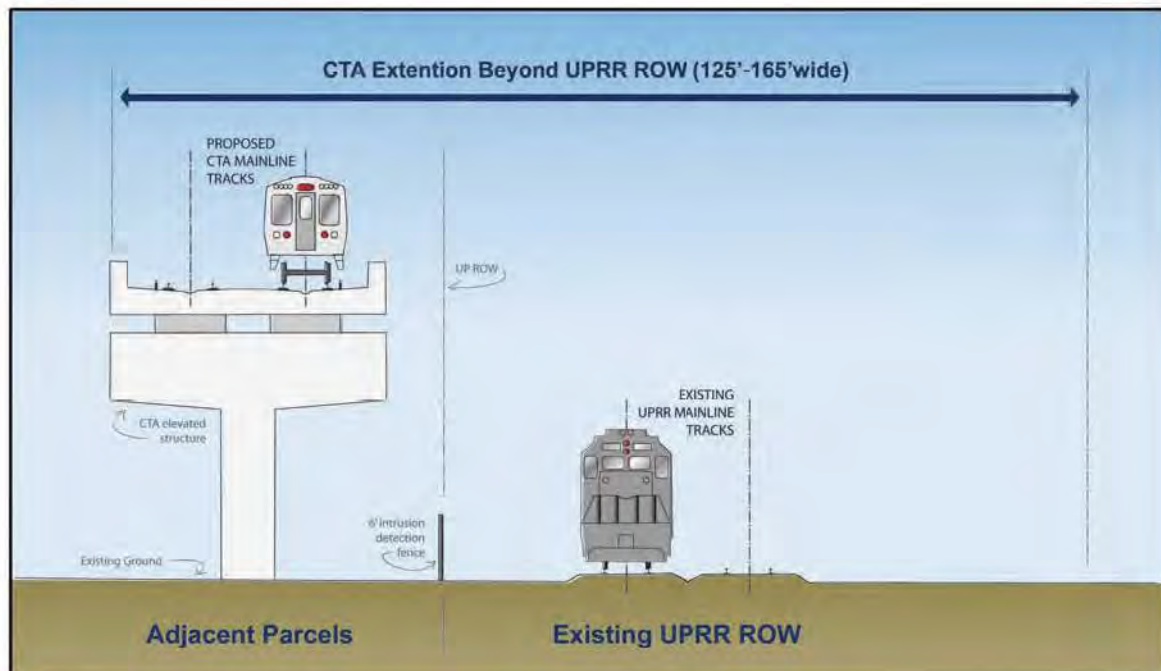 CTA Extention Beyond UPRR ROW (125'-165'wide)
PROPOSED
CTA MAINLINE
TRACKS
UP ROW
EXISTING
UPRR MAINLINE
TRACKS
CTA elevated
structure
6' intrusion
detection
fence
Existing Ground
Adjacent Parcels
Existing UPRR ROW